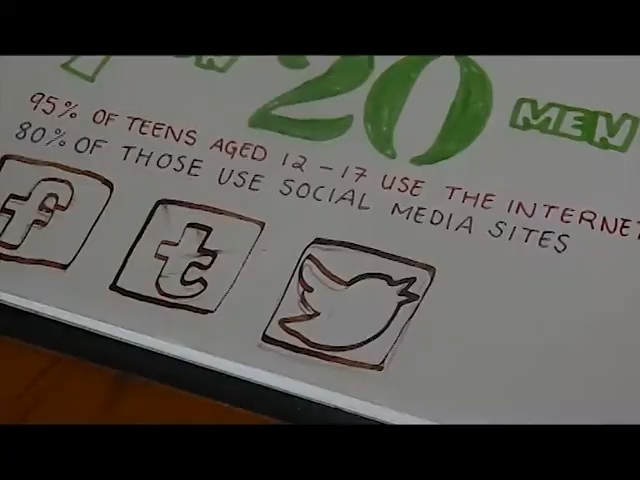 20 MEN
95% OF TEENS AGED 12-17 USE THE INTERNET
80% OF THOSE USE SOCIAL MEDIA SITES
f t